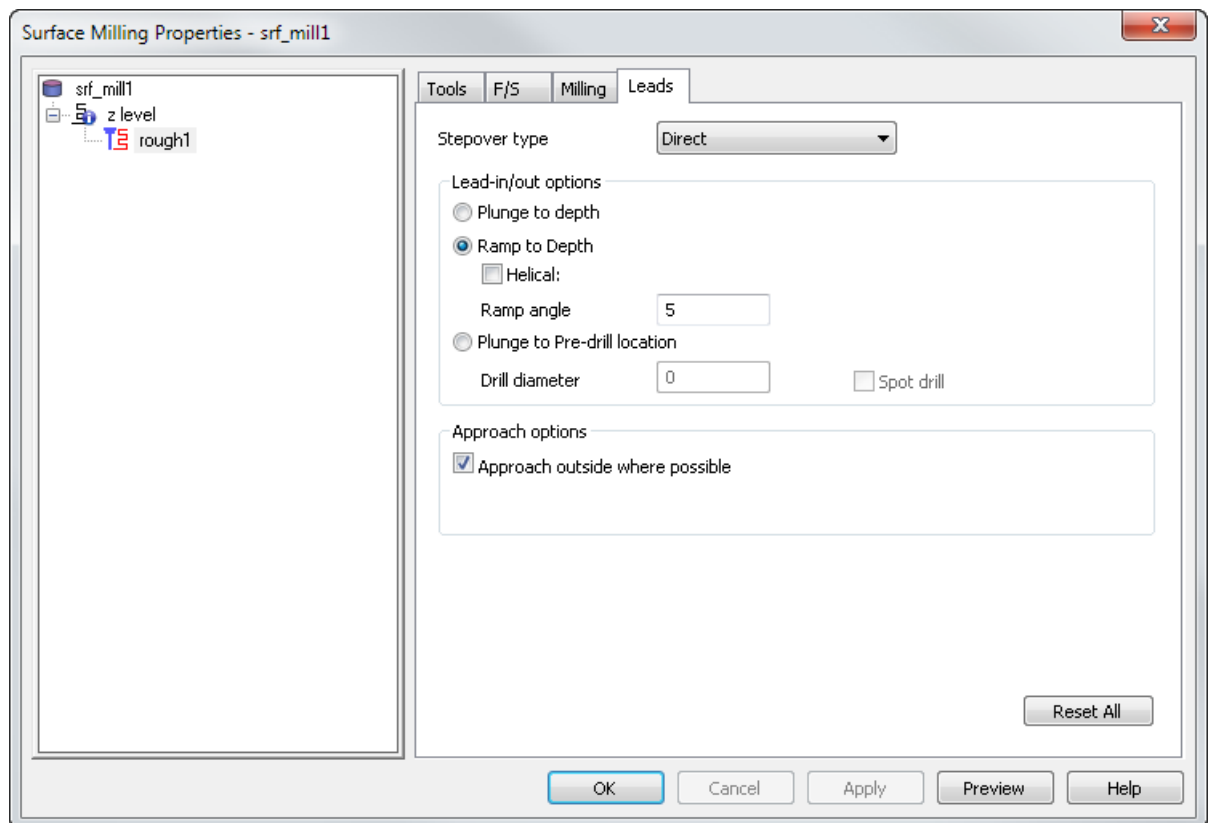 Surface Milling Properties - srf_mill1
srf_mill1
z level
rough1
Tools F/S Milling Leads
Stepover type Direct
Lead-in/out options
Plunge to depth
Ramp to Depth
Helical:
Ramp angle 5
Plunge to Pre-drill location
Drill diameter 0 Spot drill
Approach options
Approach outside where possible
Reset All
OK Cancel Apply Preview Help